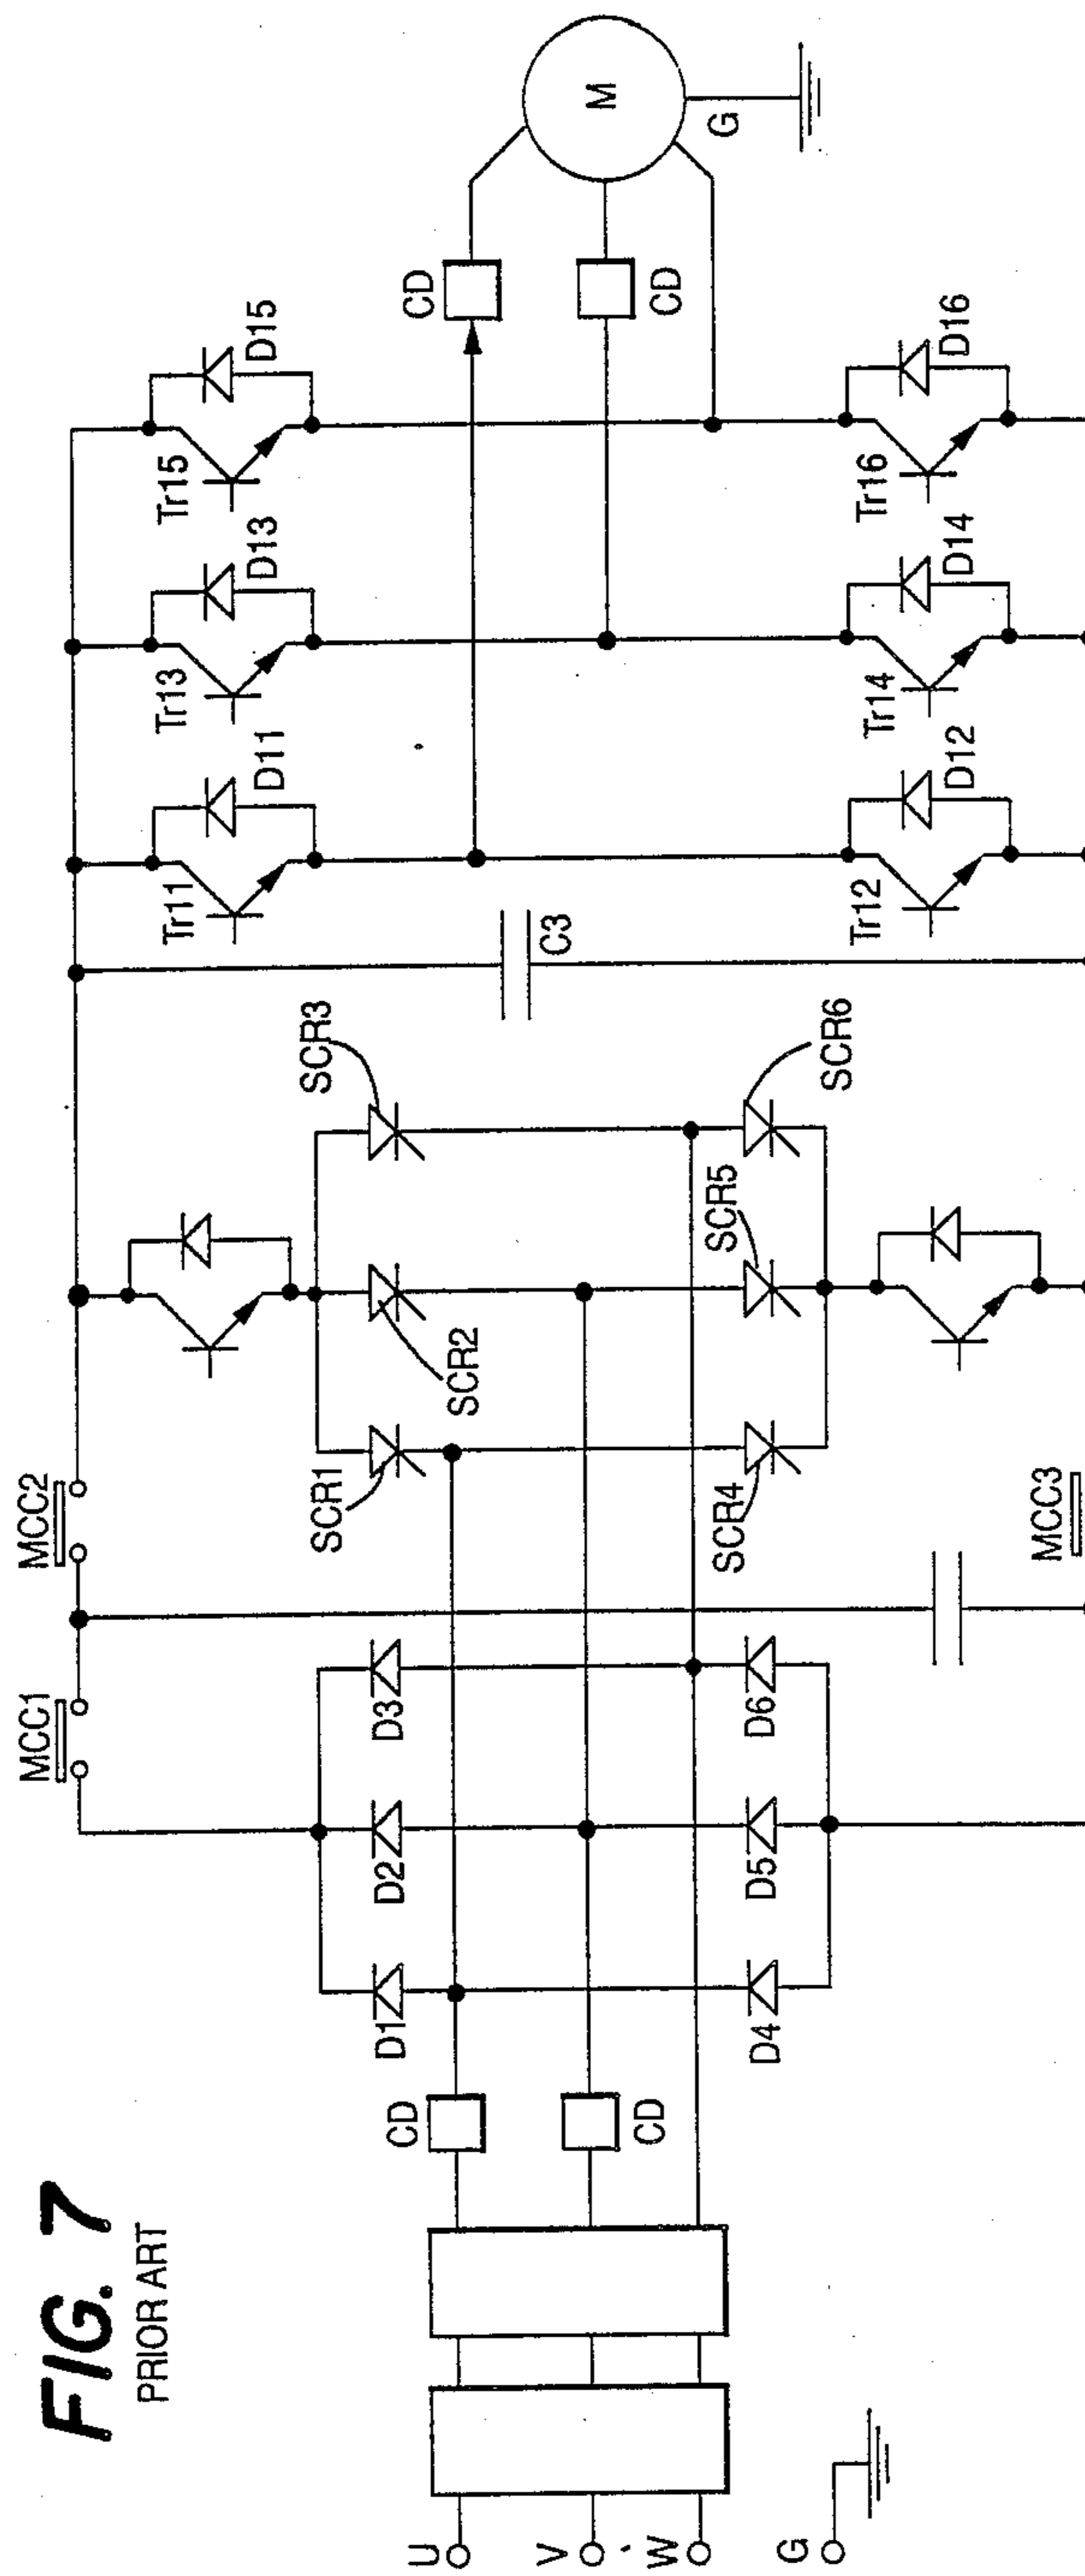 FIG. 7
PRIOR ART
U
V
W
G
CD
CD
D1
D2
D3
D4
D5
D6
MCC1
MCC2
MCC3
SCR1
SCR2
SCR3
SCR4
SCR5
SCR6
C3
Tr11
D11
Tr13
D13
Tr15
D15
Tr12
D12
Tr14
D14
Tr16
D16
CD
CD
M
G